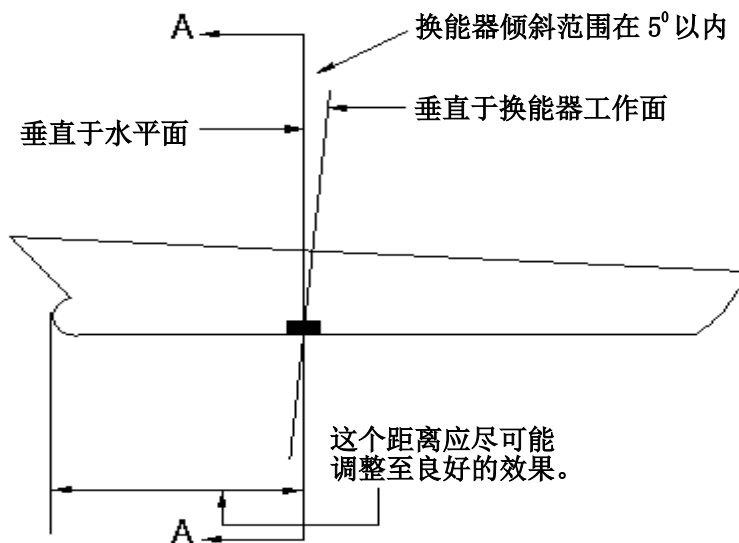 A
换能器倾斜范围在 5⁰ 以内
垂直于换能器工作面
垂直于水平面
这个距离应尽可能
调整至良好的效果。
A